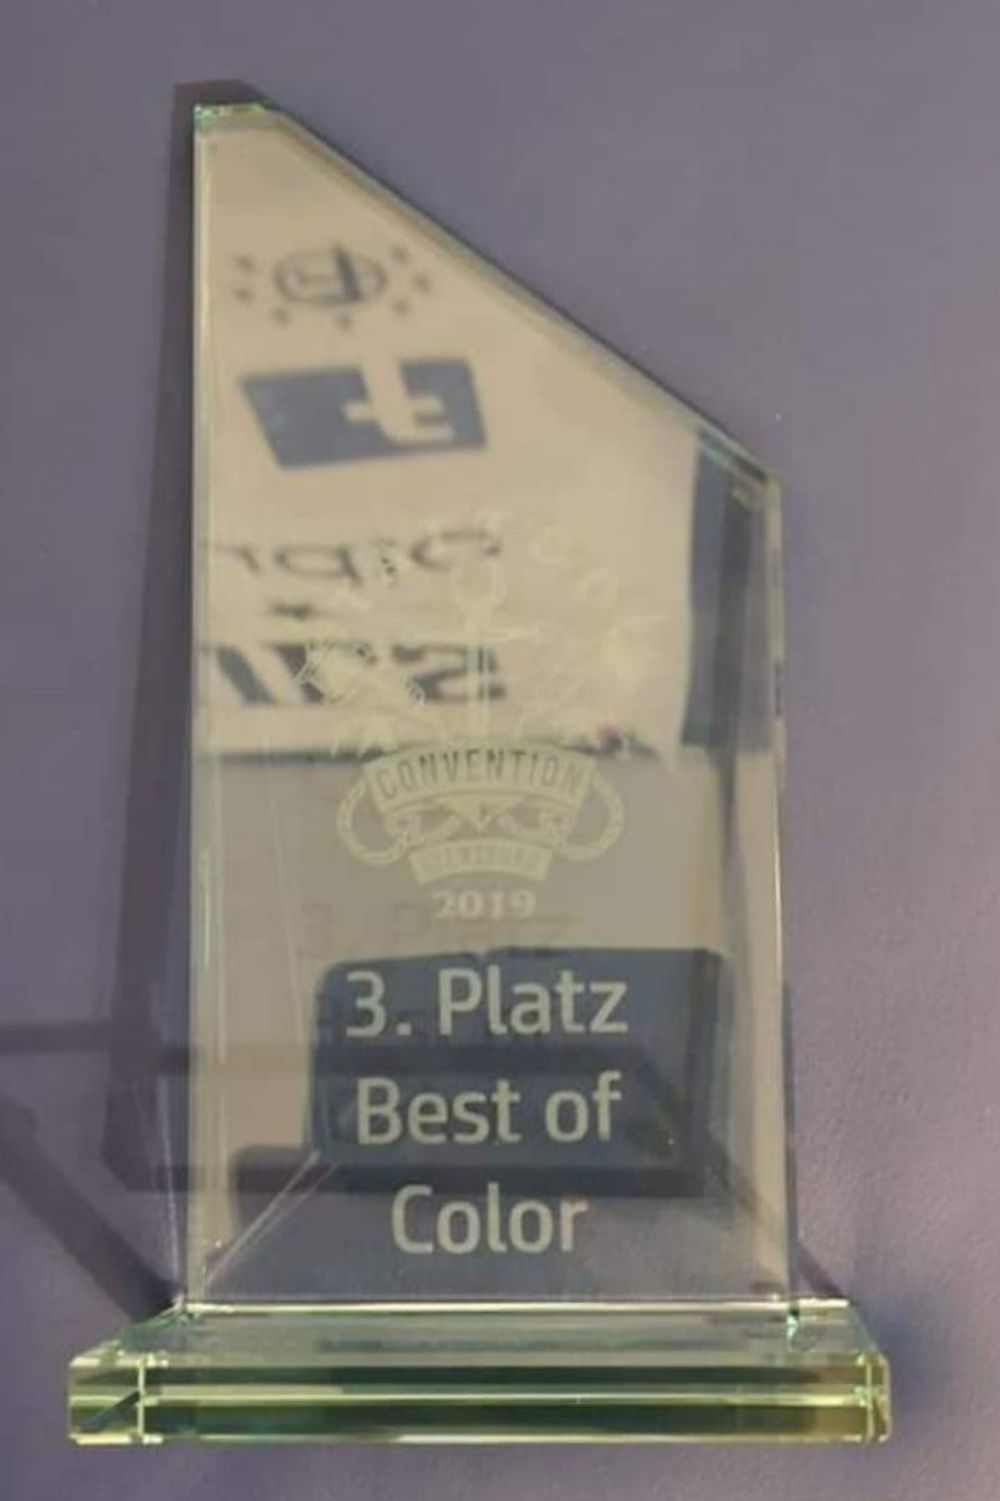 CONVENTION
2019
3. Platz
Best of
Color